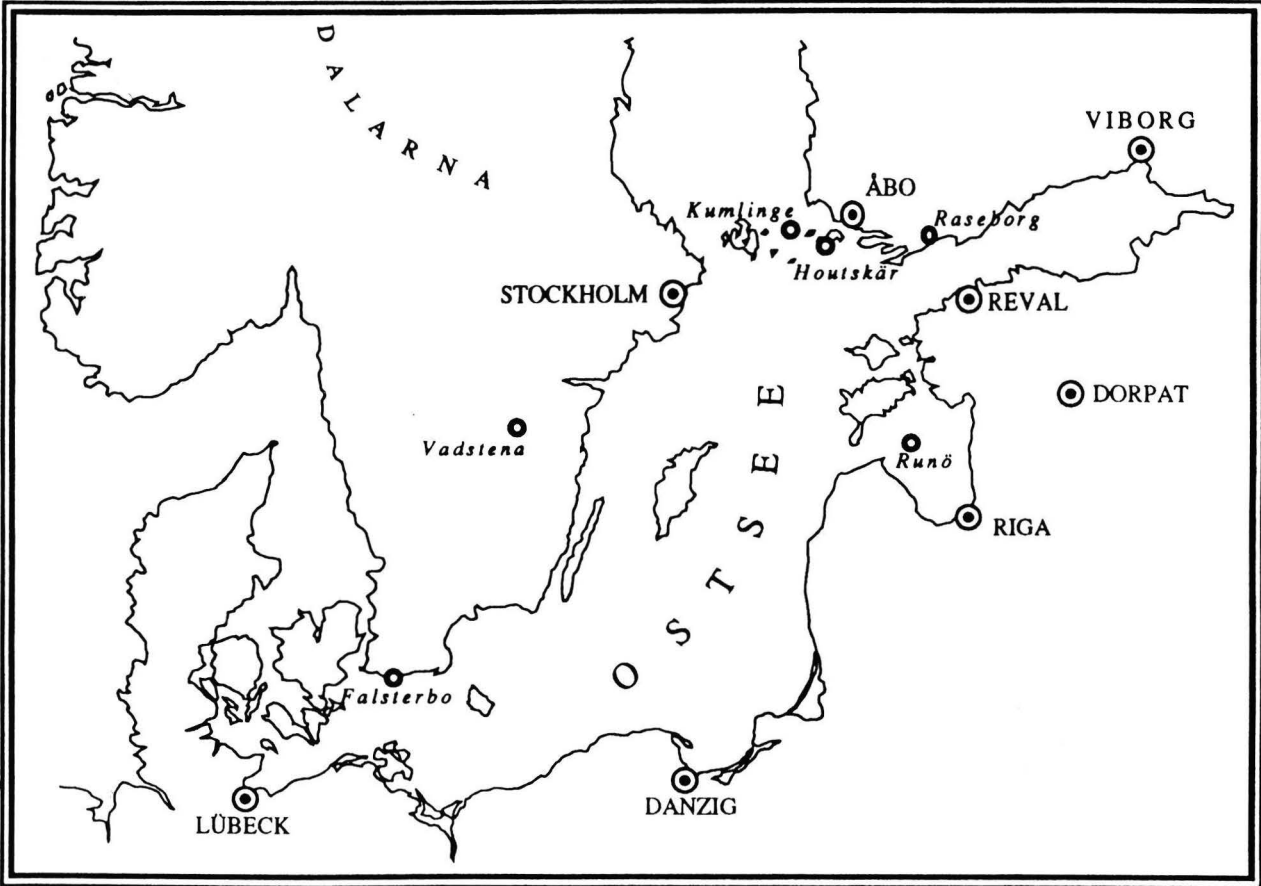 DALARNA
VIBORG
ÅBO
Kumlinge
Raseborg
Houtskär
STOCKHOLM
REVAL
DORPAT
Vadstena
Runö
RIGA
OSTSEE
Falsterbo
DANZIG
LÜBECK